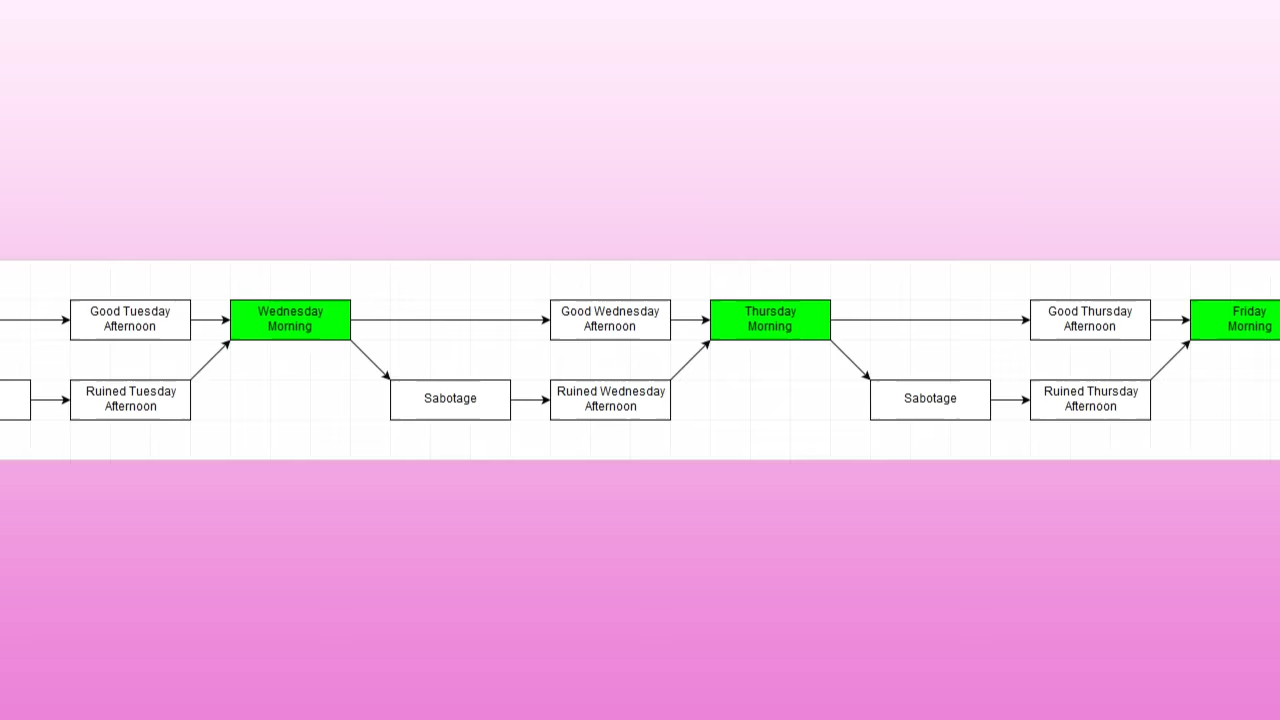 Good Tuesday
Afternoon
Wednesday
Morning
Good Wednesday
Afternoon
Thursday
Morning
Good Thursday
Afternoon
Friday
Morning
Ruined Tuesday
Afternoon
Sabotage
Ruined Wednesday
Afternoon
Sabotage
Ruined Thursday
Afternoon